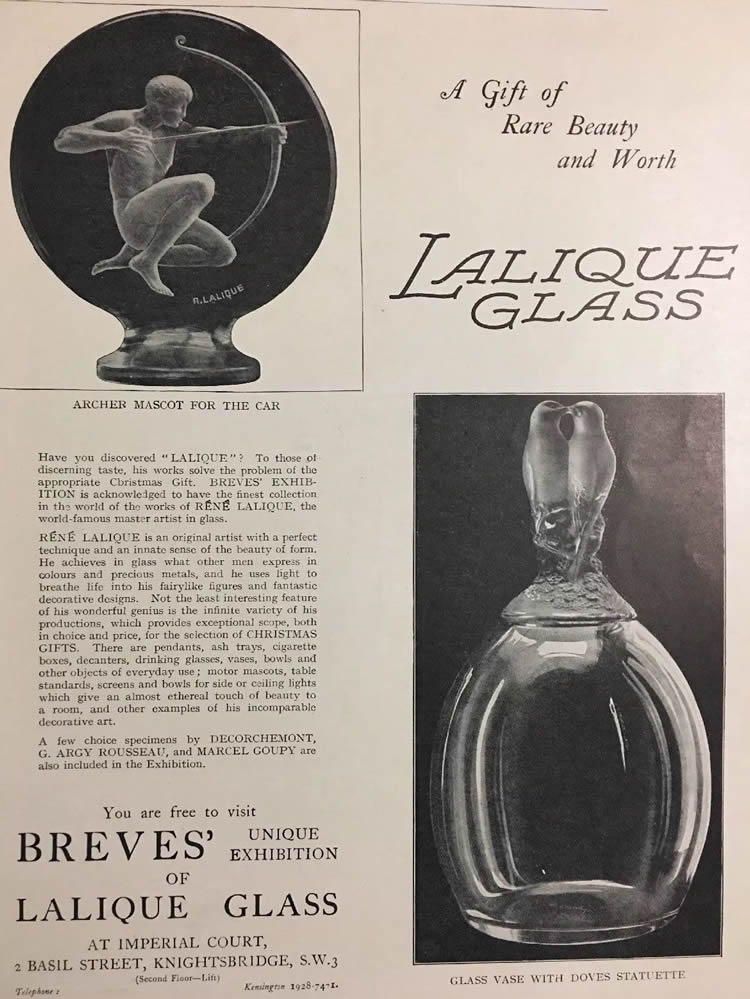 R. LALIQUE
ARCHER MASCOT FOR THE CAR
A Gift of
Rare Beauty
and Worth
LALIQUE
GLASS
Have you discovered "LALIQUE"? To those of
discerning taste, his works solve the problem of the
appropriate Christmas Gift. BREVES' EXHIB-
ITION is acknowledged to have the finest collection
in the world of the works of RÉNÉ LALIQUE, the
world-famous master artist in glass.
RÉNÉ LALIQUE is an original artist with a perfect
technique and an innate sense of the beauty of form.
He achieves in glass what other men express in
colours and precious metals, and he uses light to
breathe life into his fairylike figures and fantastic
decorative designs. Not the least interesting feature
of his wonderful genius is the infinite variety of his
productions, which provides exceptional scope, both
in choice and price, for the selection of CHRISTMAS
GIFTS. There are pendants, ash trays, cigarette
boxes, decanters, drinking glasses, vases, bowls and
other objects of everyday use; motor mascots, table
standards, screens and bowls for side or ceiling lights
which give an almost ethereal touch of beauty to
a room, and other examples of his incomparable
decorative art.
A few choice specimens by DECORCHEMONT,
G. ARGY ROUSSEAU, and MARCEL GOUPY are
also included in the Exhibition.
You are free to visit
BREVES' UNIQUE
EXHIBITION
OF
LALIQUE GLASS
AT IMPERIAL COURT,
2 BASIL STREET, KNIGHTSBRIDGE, S.W.3
(Second Floor—Lift)
Telephone: Kensington 1928-7471.
GLASS VASE WITH DOVES STATUETTE